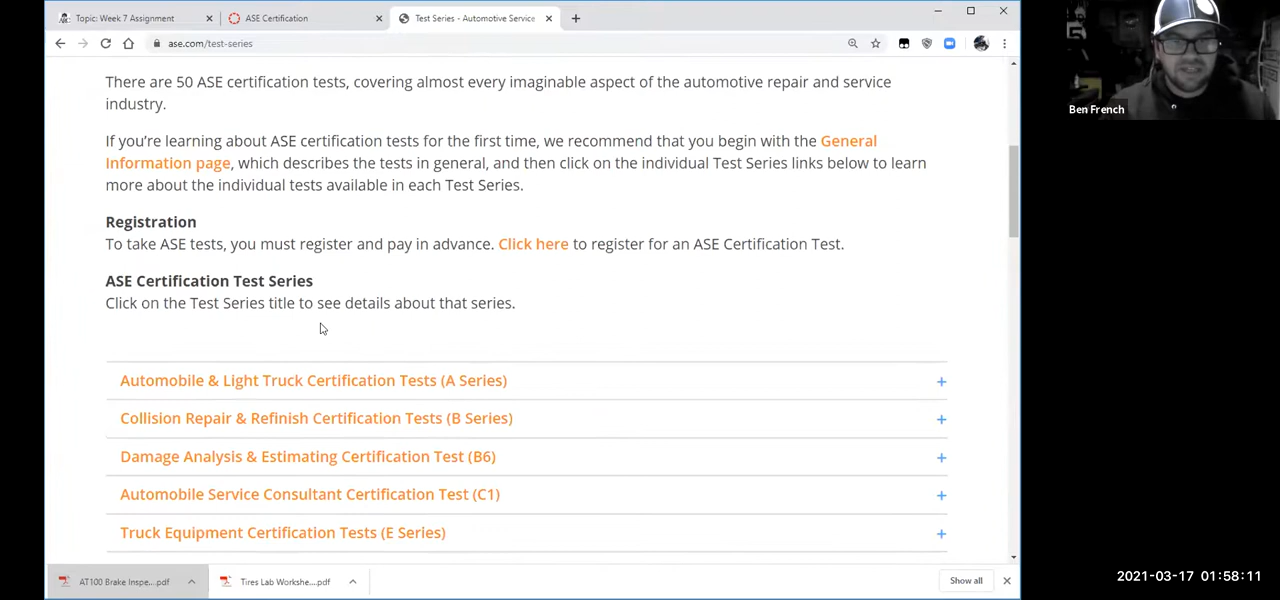 Topic: Week 7 Assignment
ASE Certification
Test Series - Automotive Service
ase.com/test-series
There are 50 ASE certification tests, covering almost every imaginable aspect of the automotive repair and service
industry.
If you're learning about ASE certification tests for the first time, we recommend that you begin with the General
Information page, which describes the tests in general, and then click on the individual Test Series links below to learn
more about the individual tests available in each Test Series.
Registration
To take ASE tests, you must register and pay in advance. Click here to register for an ASE Certification Test.
ASE Certification Test Series
Click on the Test Series title to see details about that series.
Automobile & Light Truck Certification Tests (A Series)
Collision Repair & Refinish Certification Tests (B Series)
Damage Analysis & Estimating Certification Test (B6)
Automobile Service Consultant Certification Test (C1)
Truck Equipment Certification Tests (E Series)
AT100 Brake Inspe....pdf
Tires Lab Workshe....pdf
Show all
Ben French
2021-03-17 01:58:11